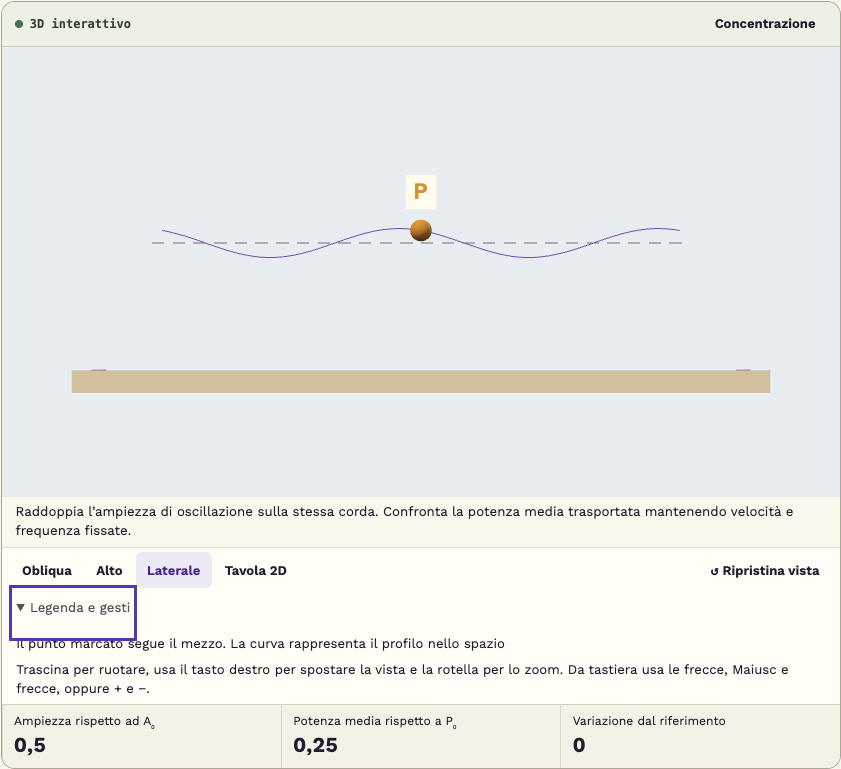 3D interattivo
Concentrazione
P
Raddoppia l’ampiezza di oscillazione sulla stessa corda. Confronta la potenza media trasportata mantenendo velocità e
frequenza fissate.
Obliqua Alto Laterale Tavola 2D ↺ Ripristina vista
▼ Legenda e gesti
Il punto marcato segue il mezzo. La curva rappresenta il profilo nello spazio
Trascina per ruotare, usa il tasto destro per spostare la vista e la rotella per lo zoom. Da tastiera usa le frecce, Maiusc e
frecce, oppure + e −.
Ampiezza rispetto ad A₀
0,5
Potenza media rispetto a P₀
0,25
Variazione dal riferimento
0